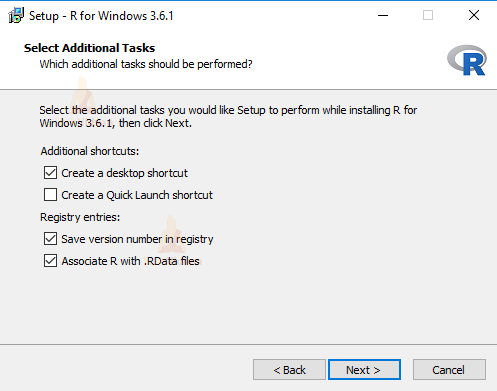 Setup - R for Windows 3.6.1
Select Additional Tasks
Which additional tasks should be performed?
R
Select the additional tasks you would like Setup to perform while installing R for
Windows 3.6.1, then click Next.
Additional shortcuts:
Create a desktop shortcut
Create a Quick Launch shortcut
Registry entries:
Save version number in registry
Associate R with .RData files
< Back
Next >
Cancel